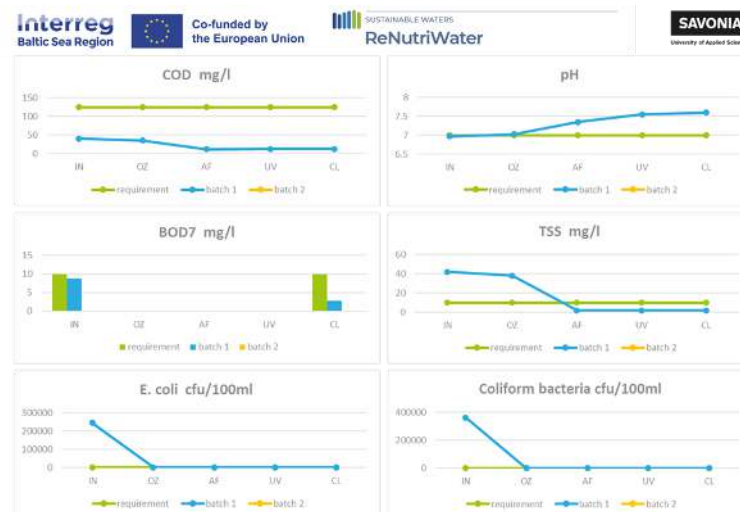 Interreg
Baltic Sea Region
Co-funded by
the European Union
SUSTAINABLE WATERS
ReNutriWater
SAVONIA
University of Applied Scien
COD mg/l
150
100
50
0
IN OZ AF UV CL
requirement batch 1 batch 2
pH
8
7.5
7
6.5
IN OZ AF UV CL
requirement batch 1 batch 2
BOD7 mg/l
15
10
5
0
IN OZ AF UV CL
requirement batch 1 batch 2
TSS mg/l
60
40
20
0
IN OZ AF UV CL
requirement batch 1 batch 2
E. coli cfu/100ml
300000
200000
100000
0
IN OZ AF UV CL
requirement batch 1 batch 2
Coliform bacteria cfu/100ml
400000
200000
0
IN OZ AF UV CL
requirement batch 1 batch 2